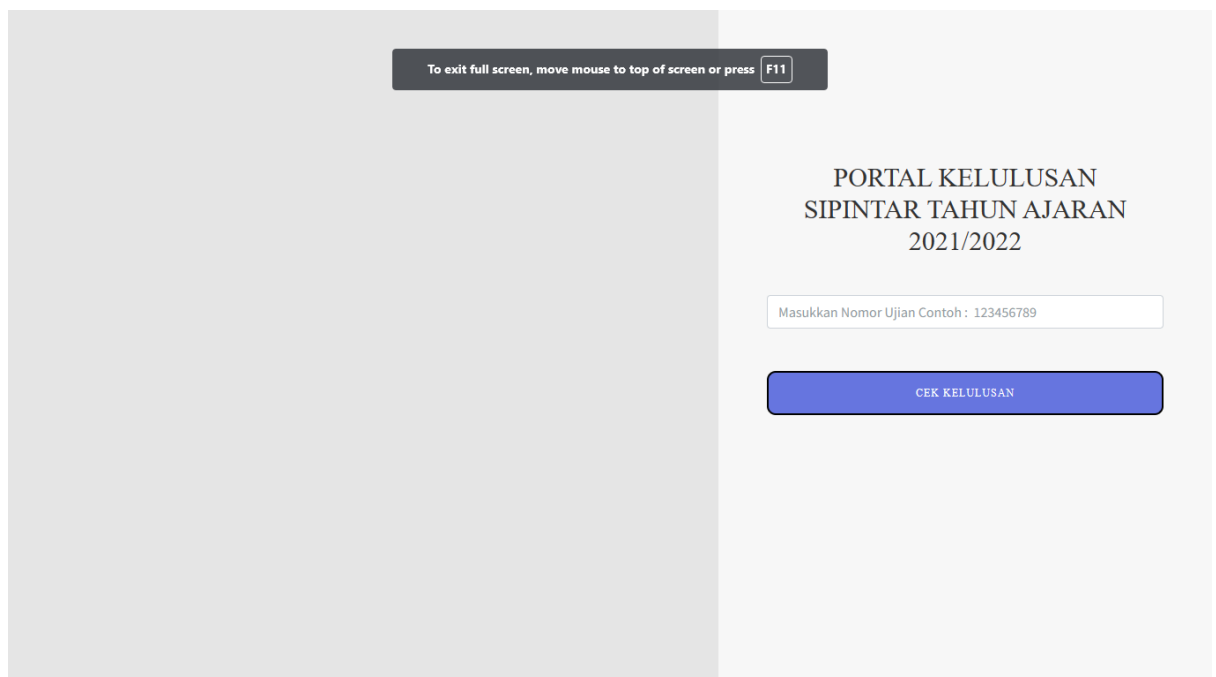 To exit full screen, move mouse to top of screen or press F11
PORTAL KELULUSAN
SIPINTAR TAHUN AJARAN
2021/2022
Masukkan Nomor Ujian Contoh : 123456789
CEK KELULUSAN